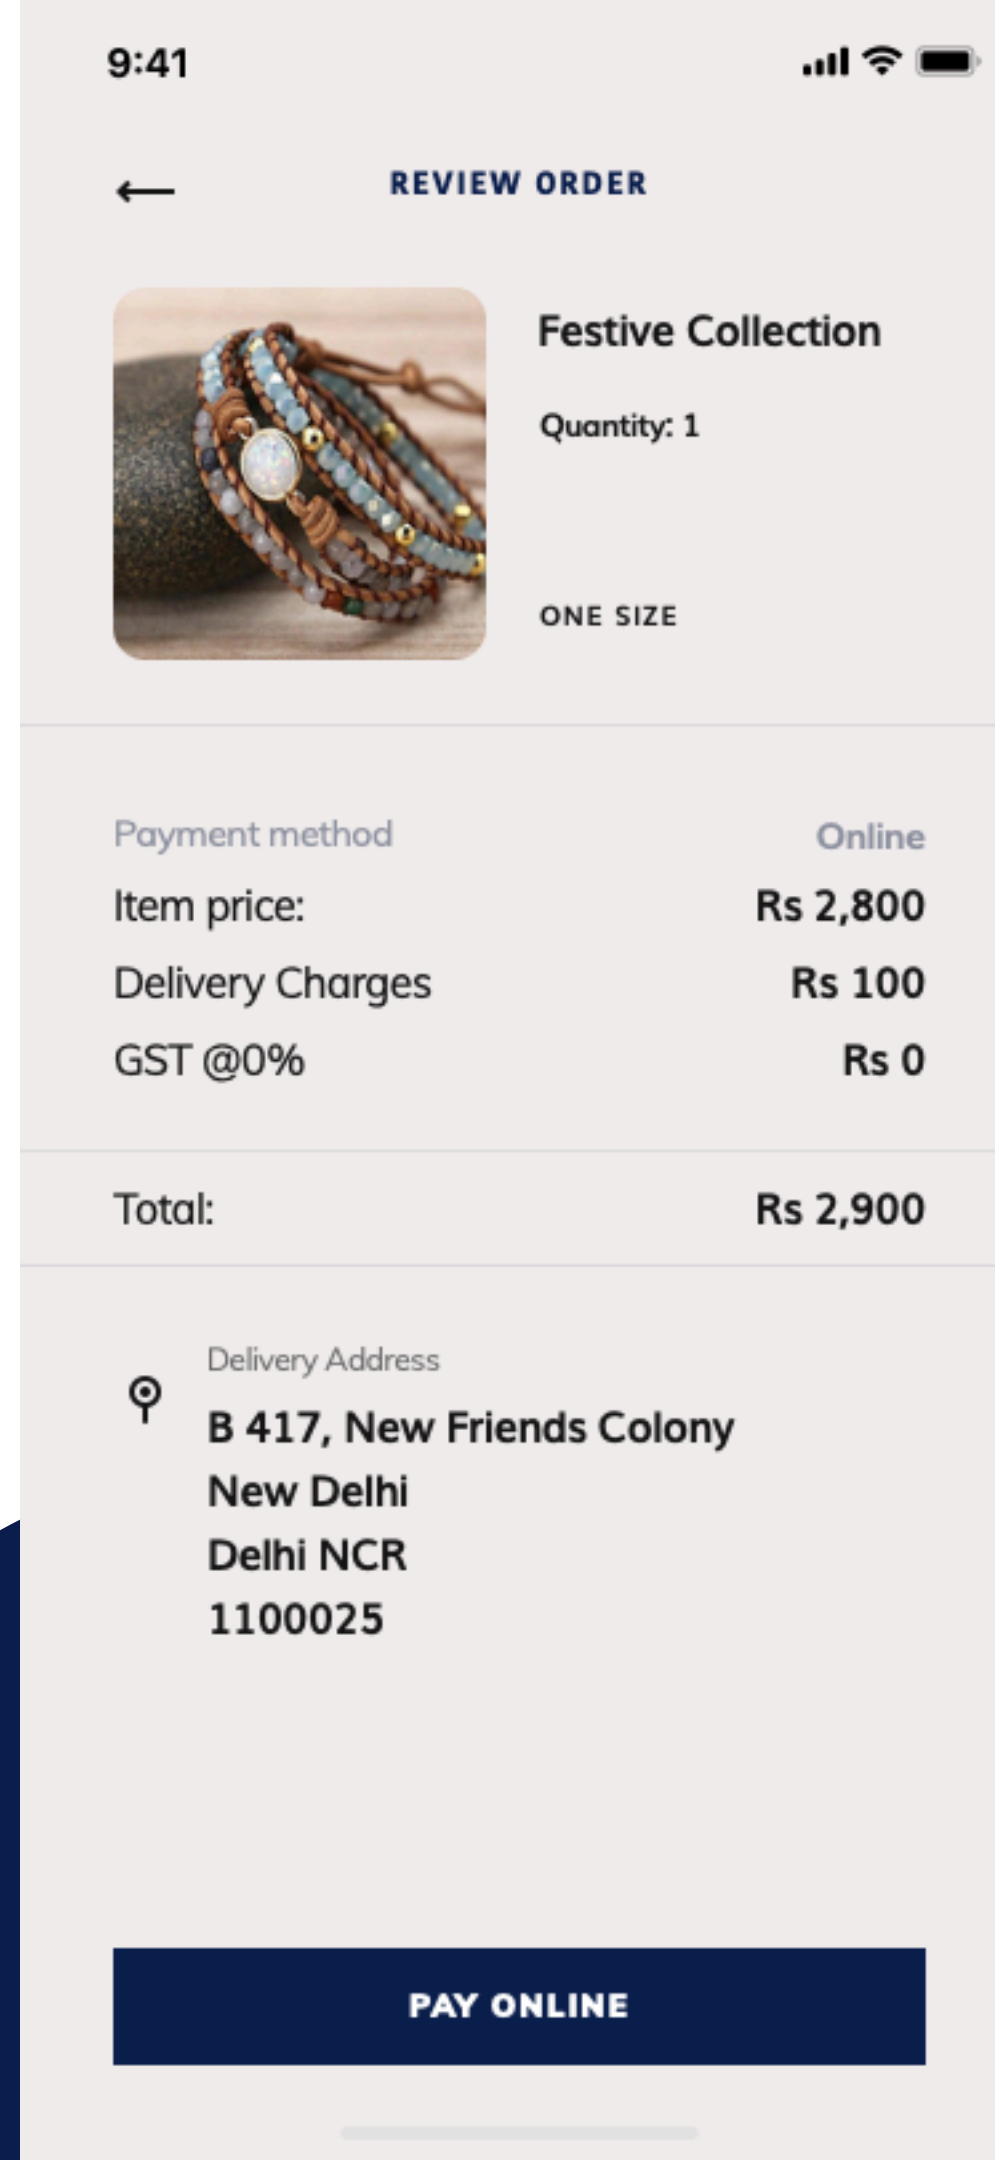 9:41
REVIEW ORDER
Festive Collection
Quantity: 1
ONE SIZE
Payment method Online
Item price: Rs 2,800
Delivery Charges Rs 100
GST @0% Rs 0
Total: Rs 2,900
Delivery Address
B 417, New Friends Colony
New Delhi
Delhi NCR
1100025
PAY ONLINE